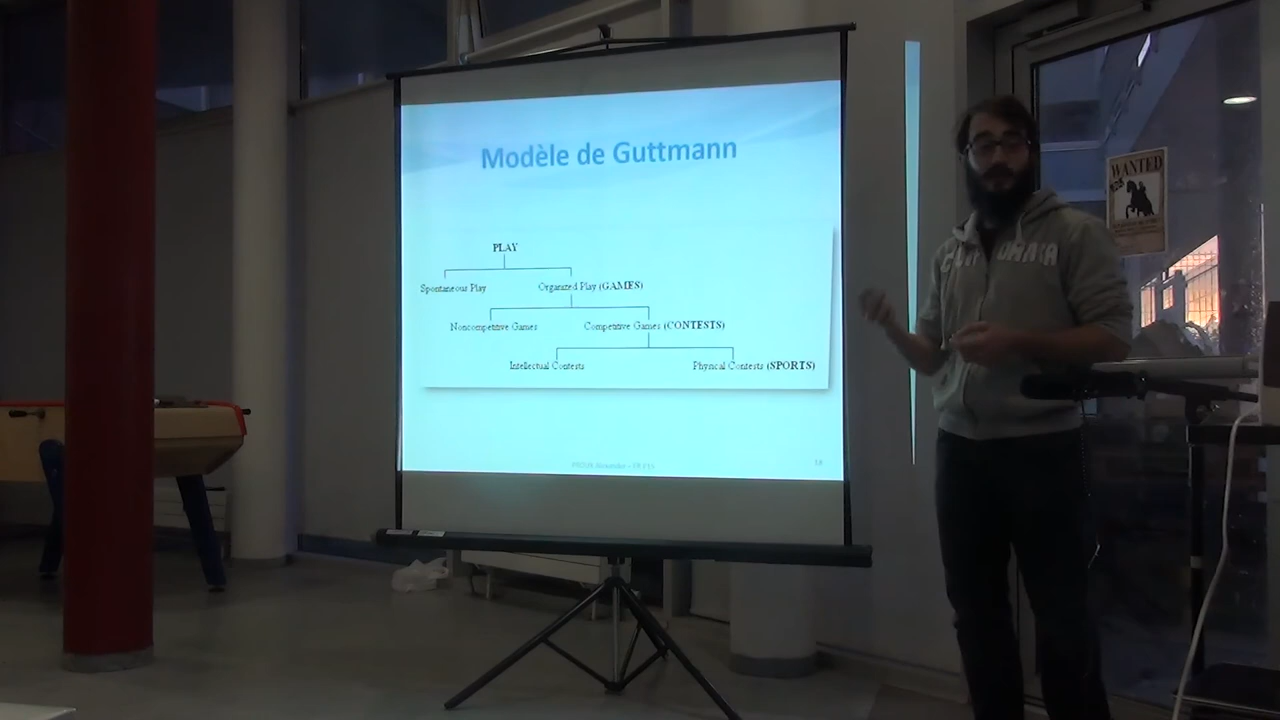 Modèle de Guttmann
PLAY
Spontaneous Play
Organized Play (GAMES)
Noncompetitive Games
Competitive Games (CONTESTS)
Intellectual Contests
Physical Contests (SPORTS)
WANTED